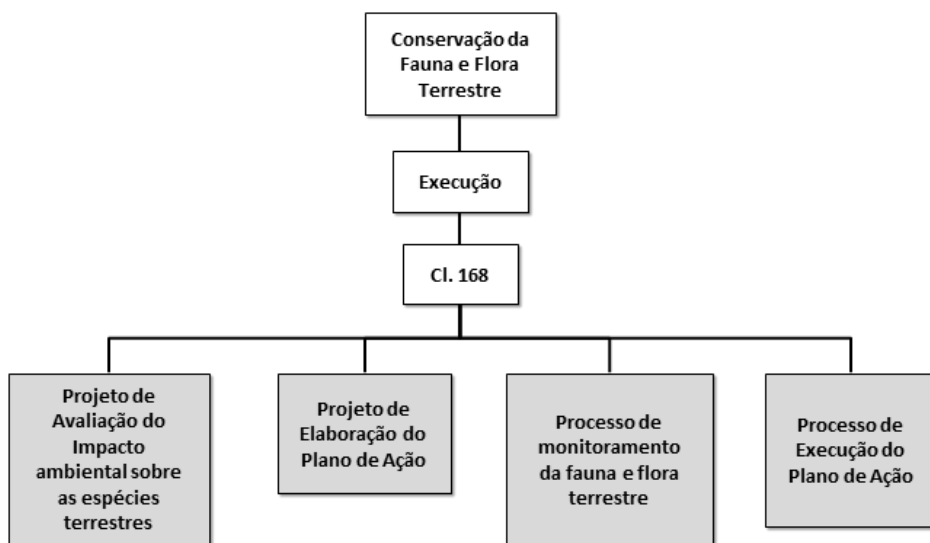 Conservação da
Fauna e Flora
Terrestre
Execução
Cl. 168
Projeto de
Avaliação do
Impacto
ambiental sobre
as espécies
terrestres
Projeto de
Elaboração do
Plano de Ação
Processo de
monitoramento
da fauna e flora
terrestre
Processo de
Execução do
Plano de Ação